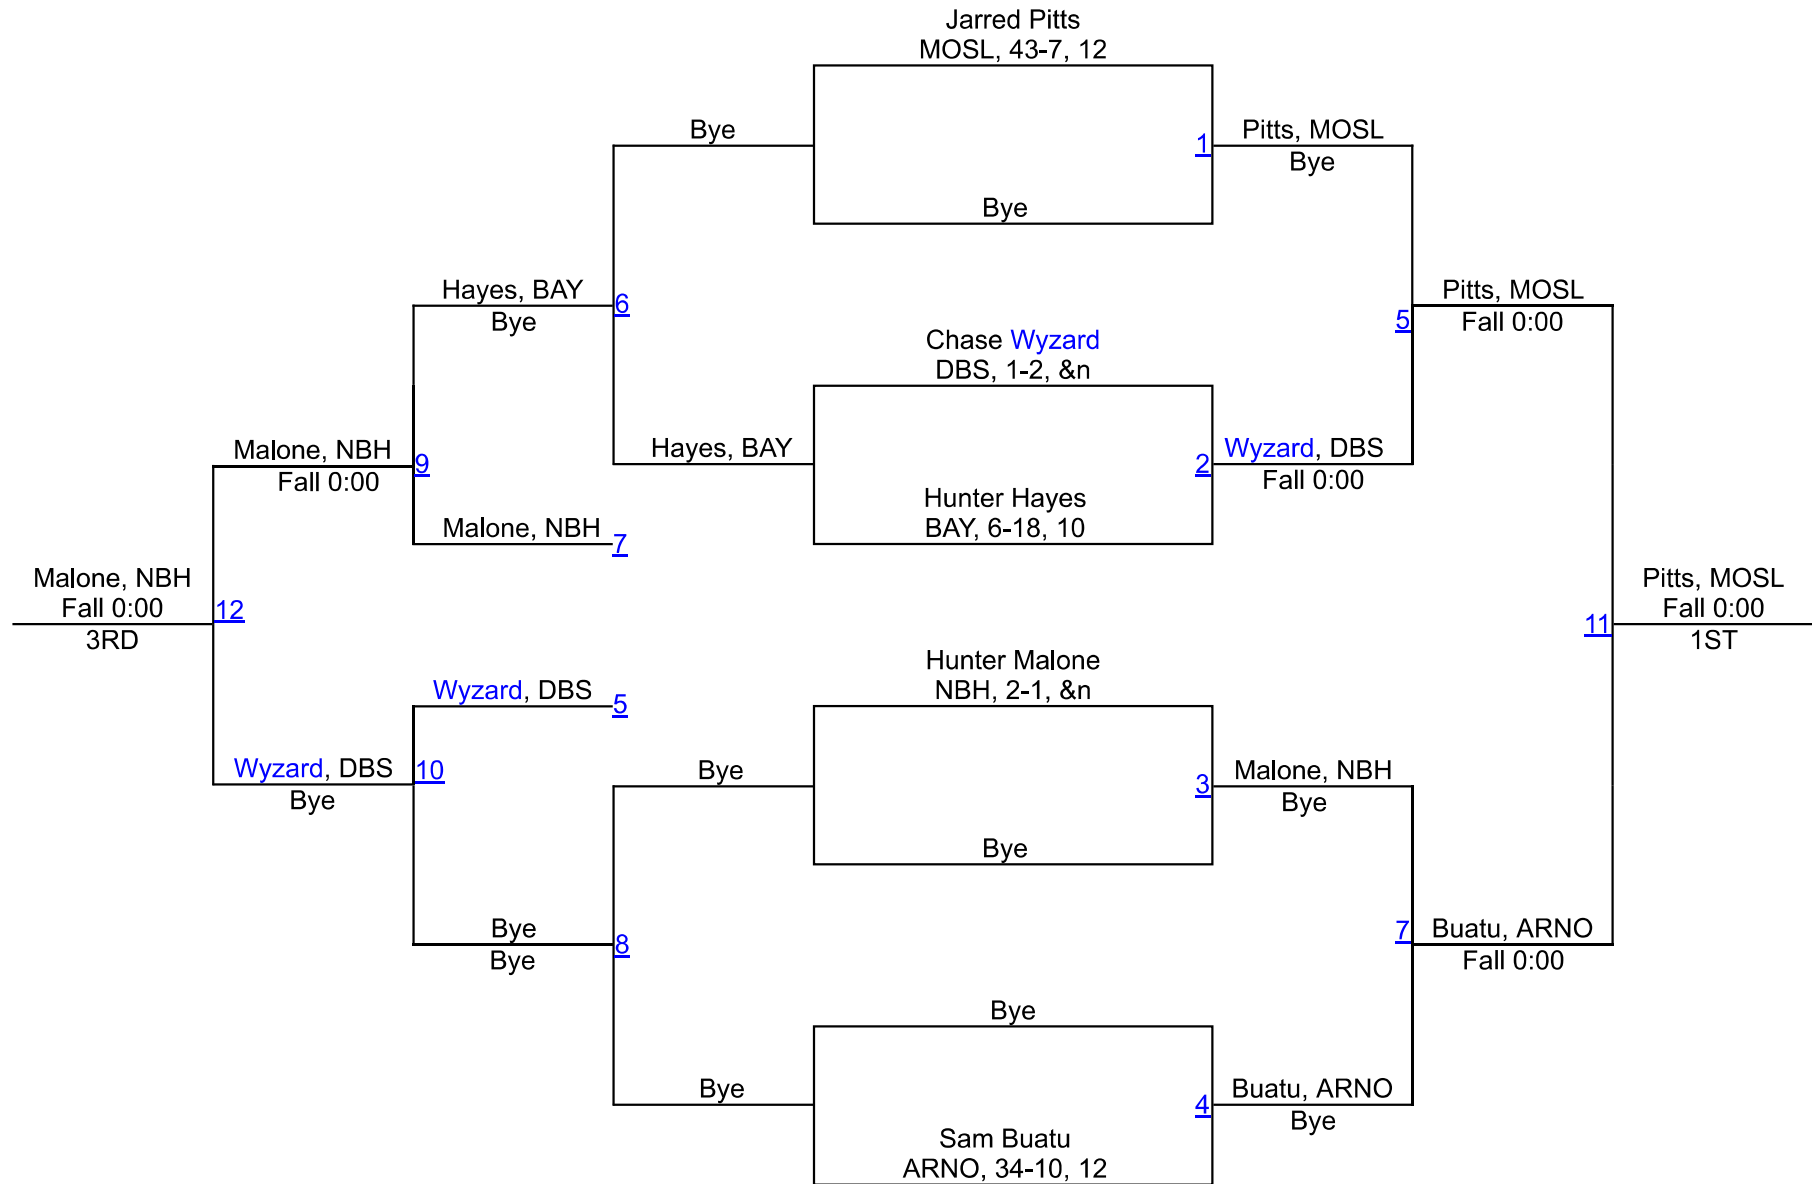 Jarred Pitts
MOSL, 43-7, 12
Bye
1
Pitts, MOSL
Bye
Bye
Hayes, BAY
Bye
6
Pitts, MOSL
Fall 0:00
5
Chase Wyzard
DBS, 1-2, &n
Malone, NBH
Fall 0:00
9
Hayes, BAY
2
Wyzard, DBS
Fall 0:00
Hunter Hayes
BAY, 6-18, 10
Malone, NBH
7
Malone, NBH
Fall 0:00
3RD
12
Pitts, MOSL
Fall 0:00
1ST
11
Hunter Malone
NBH, 2-1, &n
Wyzard, DBS
5
Wyzard, DBS
Bye
10
Bye
3
Malone, NBH
Bye
Bye
Bye
Bye
8
7
Buatu, ARNO
Fall 0:00
Bye
Bye
4
Buatu, ARNO
Bye
Sam Buatu
ARNO, 34-10, 12